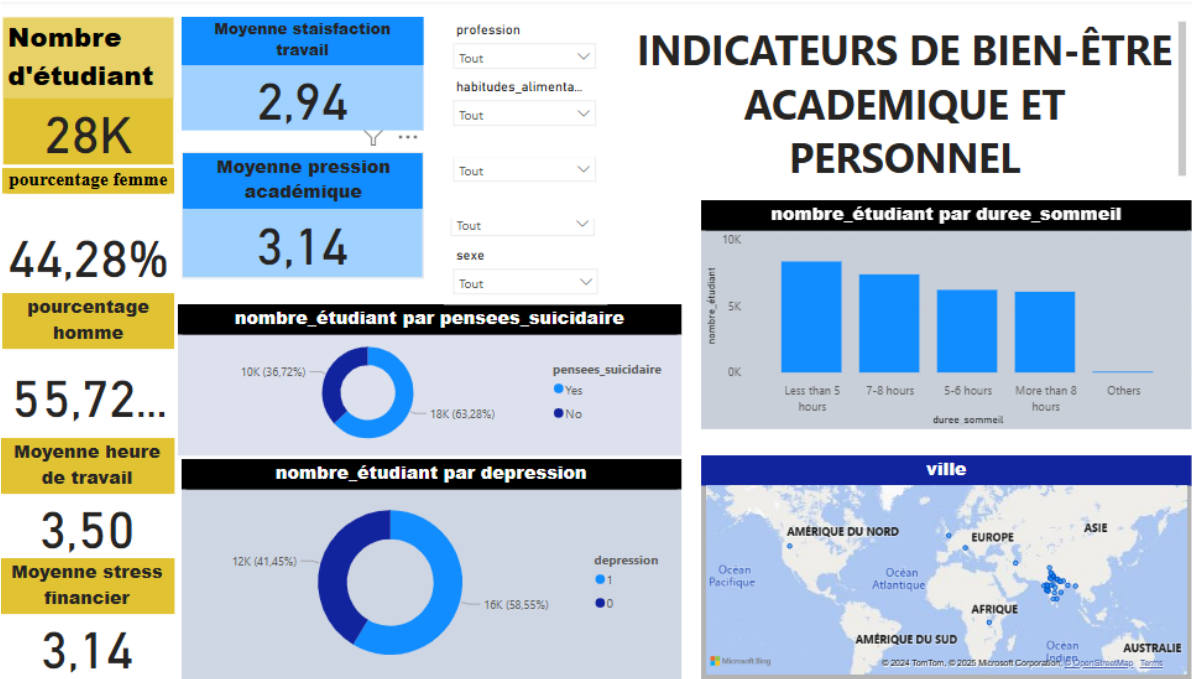 Nombre
d'étudiant
28K
pourcentage femme
44,28%
pourcentage
homme
55,72...
Moyenne heure
de travail
3,50
Moyenne stress
financier
3,14
Moyenne staisfaction
travail
2,94
Moyenne pression
académique
3,14
profession
Tout
habitudes_alimenta...
Tout
Tout
Tout
sexe
Tout
INDICATEURS DE BIEN-ÊTRE
ACADEMIQUE ET
PERSONNEL
nombre_étudiant par pensees_suicidaire
10K (36,72%)
18K (63,28%)
pensees_suicidaire
Yes
No
nombre_étudiant par depression
12K (41,45%)
16K (58,55%)
depression
1
0
nombre_étudiant par duree_sommeil
nombre_étudiant
10K
5K
0K
Less than 5
hours
7-8 hours
5-6 hours
More than 8
hours
Others
duree_sommeil
ville
AMÉRIQUE DU NORD
EUROPE
ASIE
Océan
Pacifique
Océan
Atlantique
AFRIQUE
AMÉRIQUE DU SUD
Océan
Indien
AUSTRALIE
Microsoft Bing
© 2024 TomTom, © 2025 Microsoft Corporation, © OpenStreetMap Terms